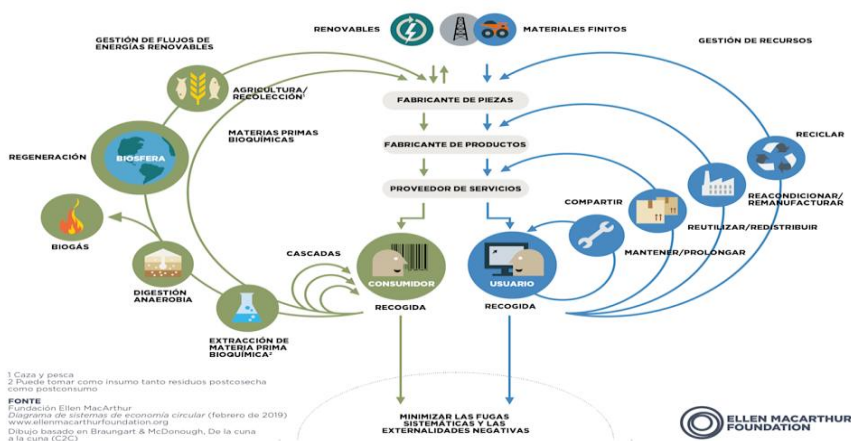 RENOVABLES
MATERIALES FINITOS
GESTIÓN DE FLUJOS DE
ENERGÍAS RENOVABLES
GESTIÓN DE RECURSOS
AGRICULTURA/
RECOLECCIÓN¹
FABRICANTE DE PIEZAS
MATERIAS PRIMAS
BIOQUÍMICAS
FABRICANTE DE PRODUCTOS
RECICLAR
REGENERACIÓN
BIOSFERA
PROVEEDOR DE SERVICIOS
REACONDICIONAR/
REMANUFACTURAR
COMPARTIR
REUTILIZAR/REDISTRIBUIR
BIOGÁS
CASCADAS
MANTENER/PROLONGAR
CONSUMIDOR
USUARIO
DIGESTIÓN
ANAEROBIA
RECOGIDA
RECOGIDA
EXTRACCIÓN DE
MATERIA PRIMA
BIOQUÍMICA²
1 Caza y pesca
2 Puede tomar como insumo tanto residuos postcosecha
como postconsumo
FONTE
Fundación Ellen MacArthur
Diagrama de sistemas de economía circular (febrero de 2019)
www.ellenmacarthurfoundation.org
Dibujo basado en Braungart & McDonough, De la cuna
a la cuna (C2C)
MINIMIZAR LAS FUGAS
SISTEMÁTICAS Y LAS
EXTERNALIDADES NEGATIVAS
ELLEN MACARTHUR
FOUNDATION